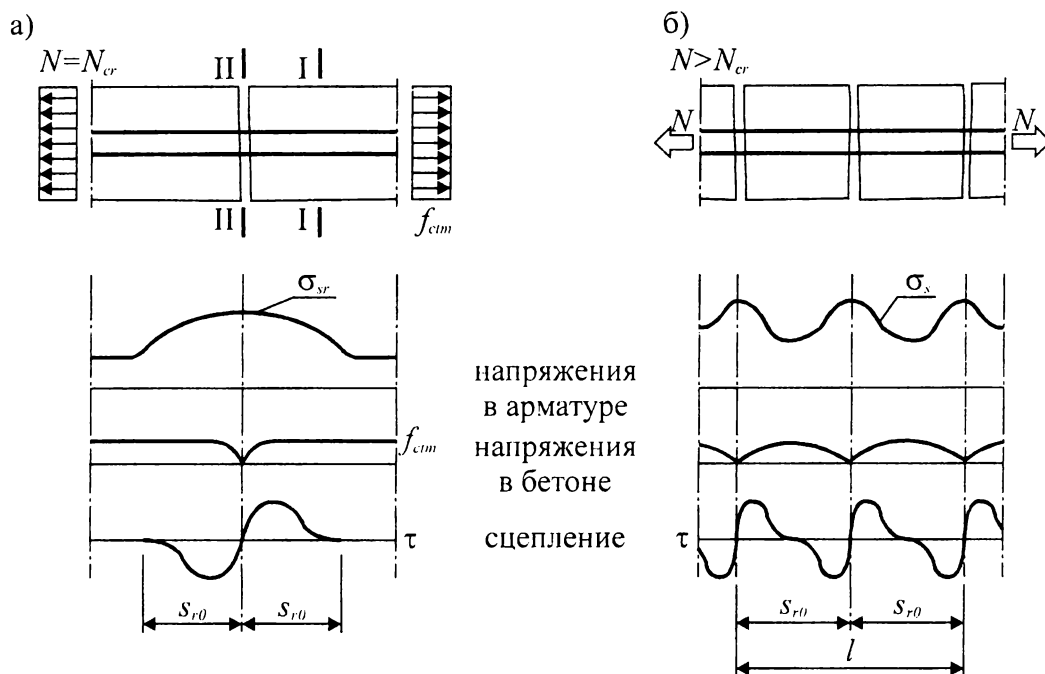 а)
б)
N=N_cr
II I
N>N_cr
N N
II I
f_ctm
σ_sr
σ_s
напряжения
в арматуре
f_ctm
напряжения
в бетоне
τ
сцепление
τ
s_r0 s_r0
s_r0 s_r0
l